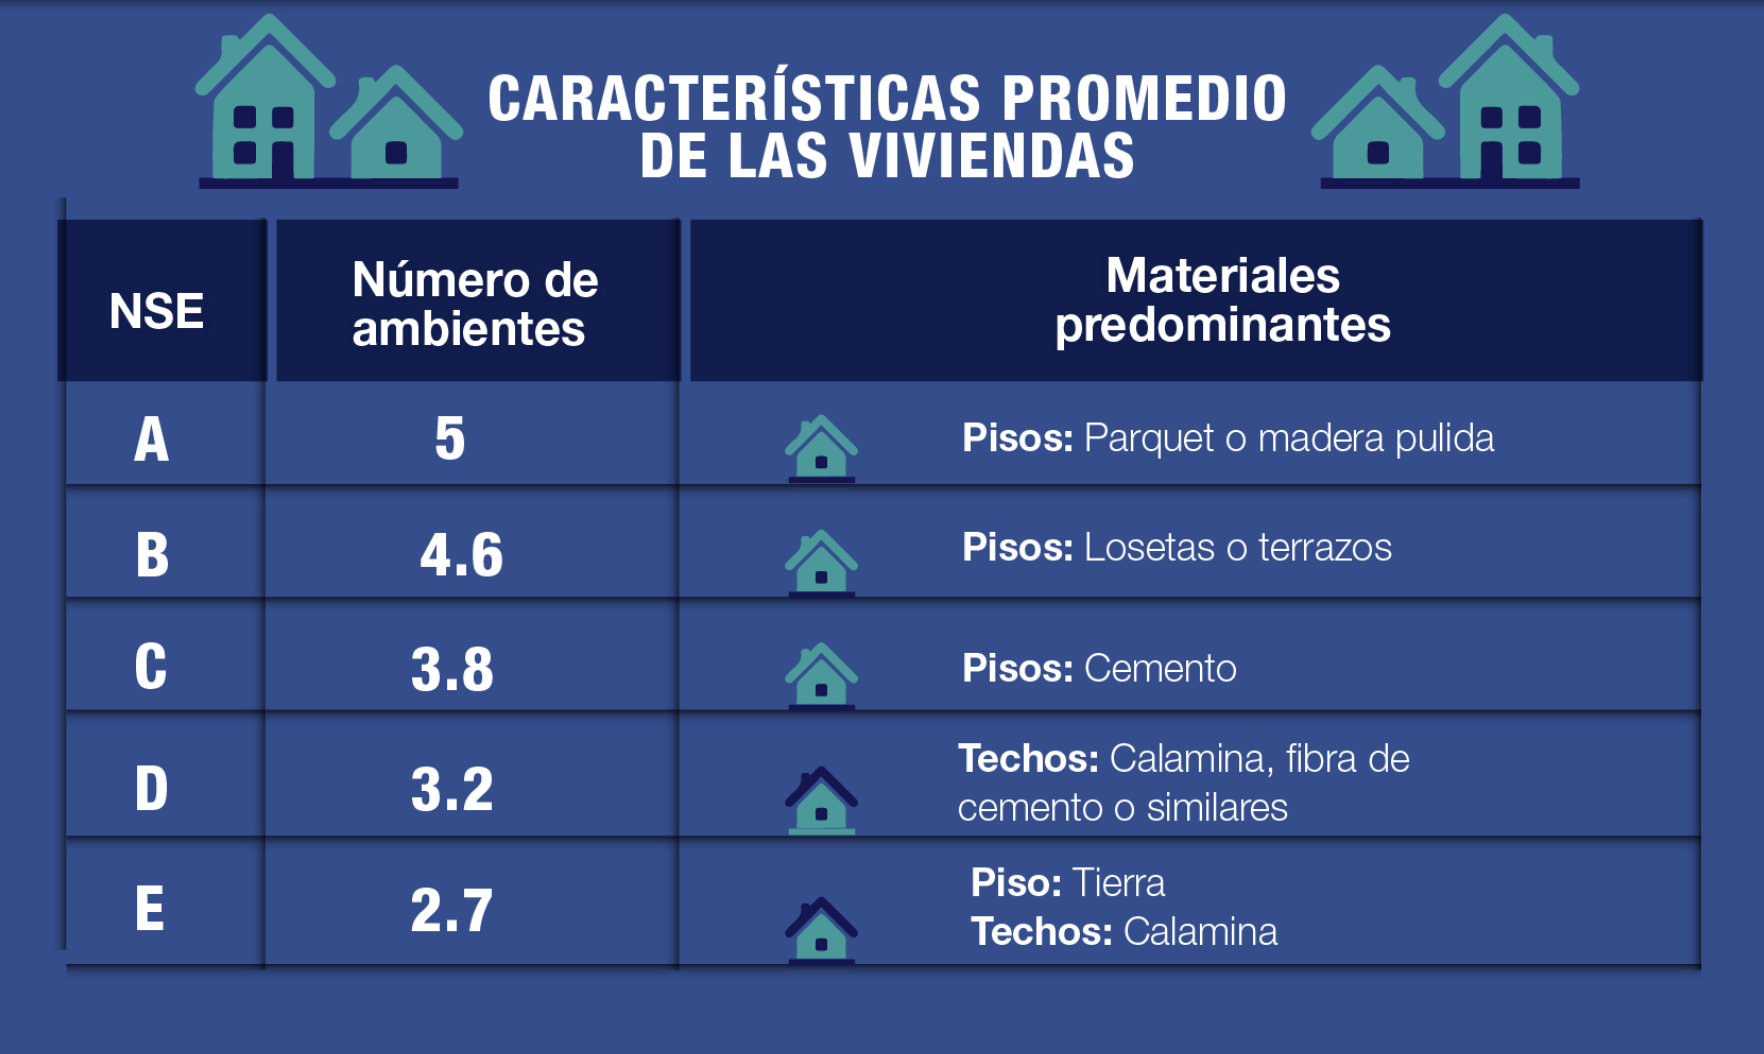 CARACTERÍSTICAS PROMEDIO
DE LAS VIVIENDAS
NSE
Número de
ambientes
Materiales
predominantes
A
5
Pisos: Parquet o madera pulida
B
4.6
Pisos: Losetas o terrazos
C
3.8
Pisos: Cemento
D
3.2
Techos: Calamina, fibra de
cemento o similares
E
2.7
Piso: Tierra
Techos: Calamina